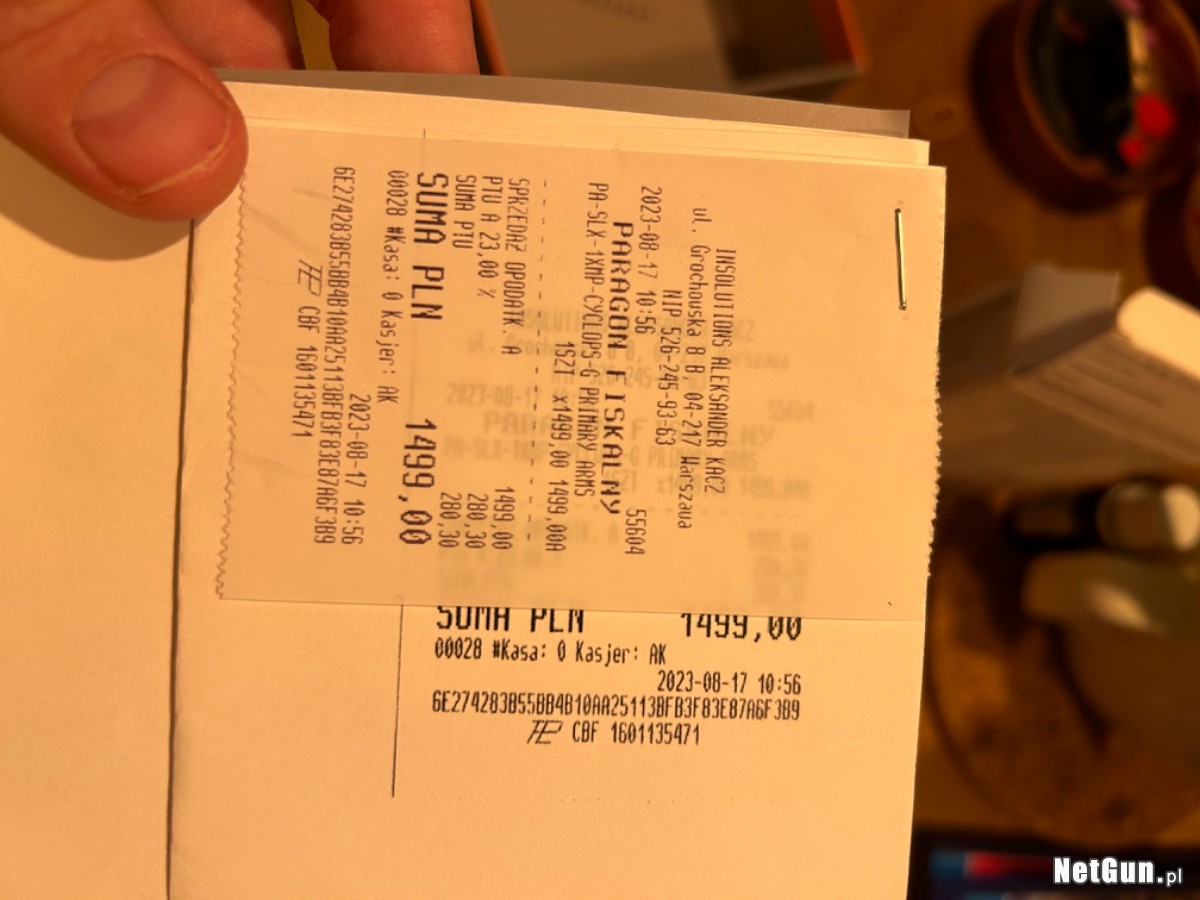 INSOLUTIONS ALEKSANDER KACZ
ul. Grochowska 8 B, 04-217 Warszawa
NIP 526-245-93-63
2023-08-17 10:56 55604
PARAGON FISKALNY
PA-SLX-1XMP-CYCLOPS-G PRIMARY ARMS
1SZT x1499,00 1499,00A
SPRZEDAŻ OPODATK. A 1499,00
PTU A 23,00 % 280,30
SUMA PTU 280,30
SUMA PLN 1499,00
00028 #Kasa: 0 Kasjer: AK
2023-08-17 10:56
6E274283B55BB4B10AA25113BFB3F83E87A6F3B9
CBF 1601135471
SUMA PLN 1499,00
00028 #Kasa: 0 Kasjer: AK
2023-08-17 10:56
6E274283B55BB4B10AA25113BFB3F83E87A6F3B9
CBF 1601135471
NetGun.pl